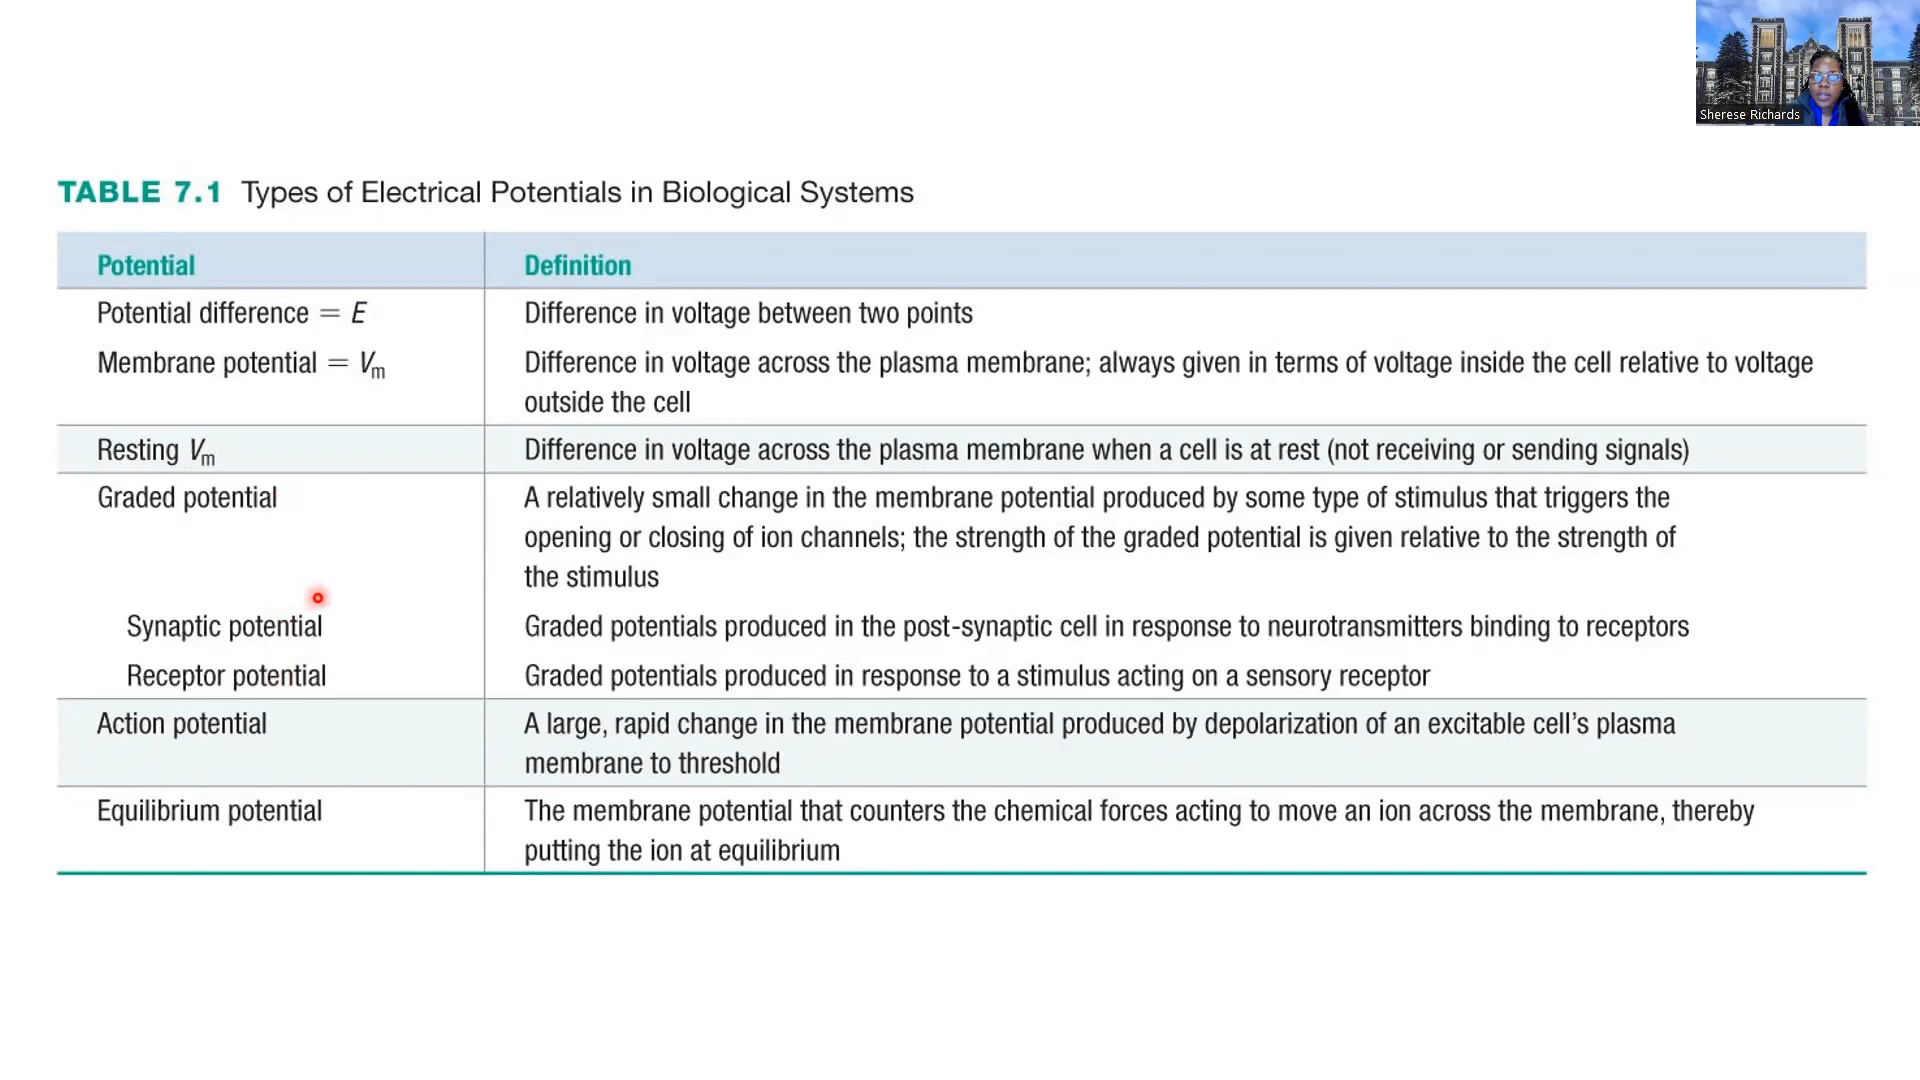 Sherese Richards
TABLE 7.1 Types of Electrical Potentials in Biological Systems
Potential
Definition
Potential difference = E
Difference in voltage between two points
Membrane potential = Vm
Difference in voltage across the plasma membrane; always given in terms of voltage inside the cell relative to voltage
outside the cell
Resting Vm
Difference in voltage across the plasma membrane when a cell is at rest (not receiving or sending signals)
Graded potential
A relatively small change in the membrane potential produced by some type of stimulus that triggers the
opening or closing of ion channels; the strength of the graded potential is given relative to the strength of
the stimulus
Synaptic potential
Graded potentials produced in the post-synaptic cell in response to neurotransmitters binding to receptors
Receptor potential
Graded potentials produced in response to a stimulus acting on a sensory receptor
Action potential
A large, rapid change in the membrane potential produced by depolarization of an excitable cell’s plasma
membrane to threshold
Equilibrium potential
The membrane potential that counters the chemical forces acting to move an ion across the membrane, thereby
putting the ion at equilibrium